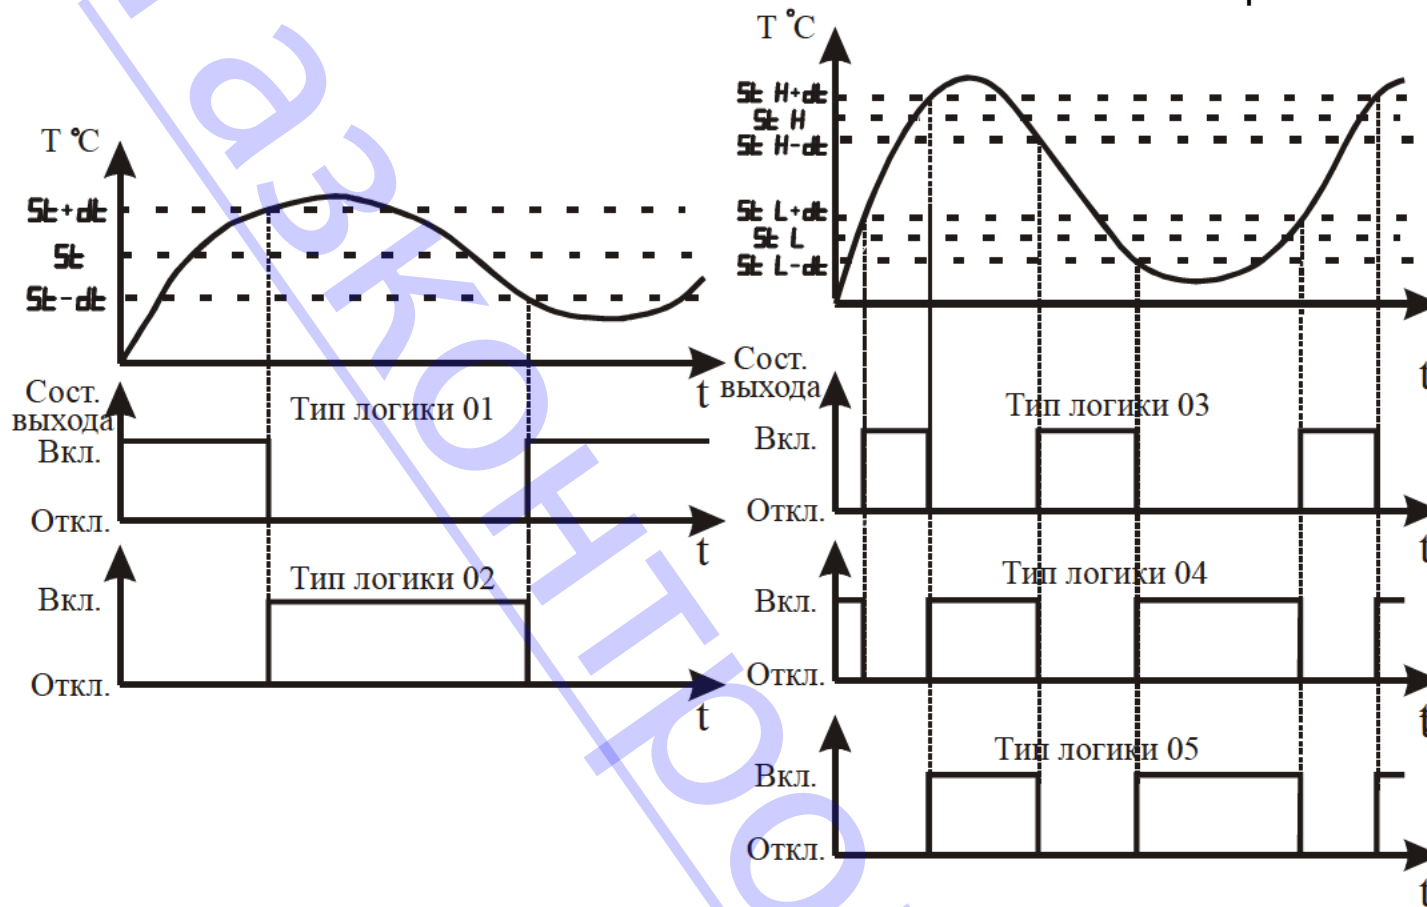 T °C
St+dt
St
St-dt
t
Сост.
выхода
Вкл.
Откл.
Тип логики 01
t
Вкл.
Откл.
Тип логики 02
t
T °C
St H+dt
St H
St H-dt
St L+dt
St L
St L-dt
t
Сост.
выхода
Вкл.
Откл.
Тип логики 03
t
Вкл.
Откл.
Тип логики 04
t
Вкл.
Откл.
Тип логики 05
t
Газконтро